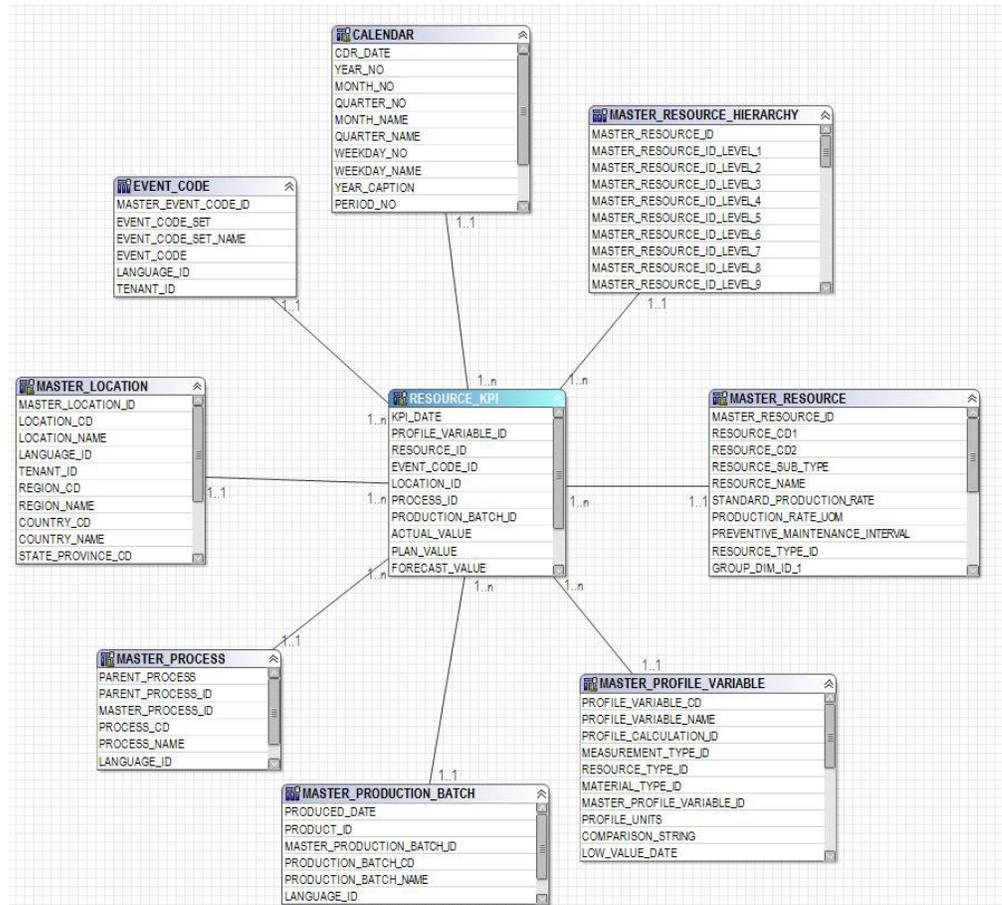 CALENDAR
CDR_DATE
YEAR_NO
MONTH_NO
QUARTER_NO
MONTH_NAME
QUARTER_NAME
WEEKDAY_NO
WEEKDAY_NAME
YEAR_CAPTION
PERIOD_NO
1..1
MASTER_RESOURCE_HIERARCHY
MASTER_RESOURCE_ID
MASTER_RESOURCE_ID_LEVEL_1
MASTER_RESOURCE_ID_LEVEL_2
MASTER_RESOURCE_ID_LEVEL_3
MASTER_RESOURCE_ID_LEVEL_4
MASTER_RESOURCE_ID_LEVEL_5
MASTER_RESOURCE_ID_LEVEL_6
MASTER_RESOURCE_ID_LEVEL_7
MASTER_RESOURCE_ID_LEVEL_8
MASTER_RESOURCE_ID_LEVEL_9
1..1
EVENT_CODE
MASTER_EVENT_CODE_ID
EVENT_CODE_SET
EVENT_CODE_SET_NAME
EVENT_CODE
LANGUAGE_ID
TENANT_ID
1..1
MASTER_LOCATION
MASTER_LOCATION_ID
LOCATION_CD
LOCATION_NAME
LANGUAGE_ID
TENANT_ID
REGION_CD
REGION_NAME
COUNTRY_CD
COUNTRY_NAME
STATE_PROVINCE_CD
1..1
1..n
1..n
1..n
1..n
1..n
1..n
1..n
1..n
RESOURCE_KPI
KPI_DATE
PROFILE_VARIABLE_ID
RESOURCE_ID
EVENT_CODE_ID
LOCATION_ID
PROCESS_ID
PRODUCTION_BATCH_ID
ACTUAL_VALUE
PLAN_VALUE
FORECAST_VALUE
1..1
MASTER_RESOURCE
MASTER_RESOURCE_ID
RESOURCE_CD1
RESOURCE_CD2
RESOURCE_SUB_TYPE
RESOURCE_NAME
STANDARD_PRODUCTION_RATE
PRODUCTION_RATE_UOM
PREVENTIVE_MAINTENANCE_INTERVAL
RESOURCE_TYPE_ID
GROUP_DIM_ID_1
1..1
MASTER_PROCESS
PARENT_PROCESS
PARENT_PROCESS_ID
MASTER_PROCESS_ID
PROCESS_CD
PROCESS_NAME
LANGUAGE_ID
1..1
MASTER_PRODUCTION_BATCH
PRODUCED_DATE
PRODUCT_ID
MASTER_PRODUCTION_BATCH_ID
PRODUCTION_BATCH_CD
PRODUCTION_BATCH_NAME
LANGUAGE_ID
1..1
MASTER_PROFILE_VARIABLE
PROFILE_VARIABLE_CD
PROFILE_VARIABLE_NAME
PROFILE_CALCULATION_ID
MEASUREMENT_TYPE_ID
RESOURCE_TYPE_ID
MATERIAL_TYPE_ID
MASTER_PROFILE_VARIABLE_ID
PROFILE_UNITS
COMPARISON_STRING
LOW_VALUE_DATE